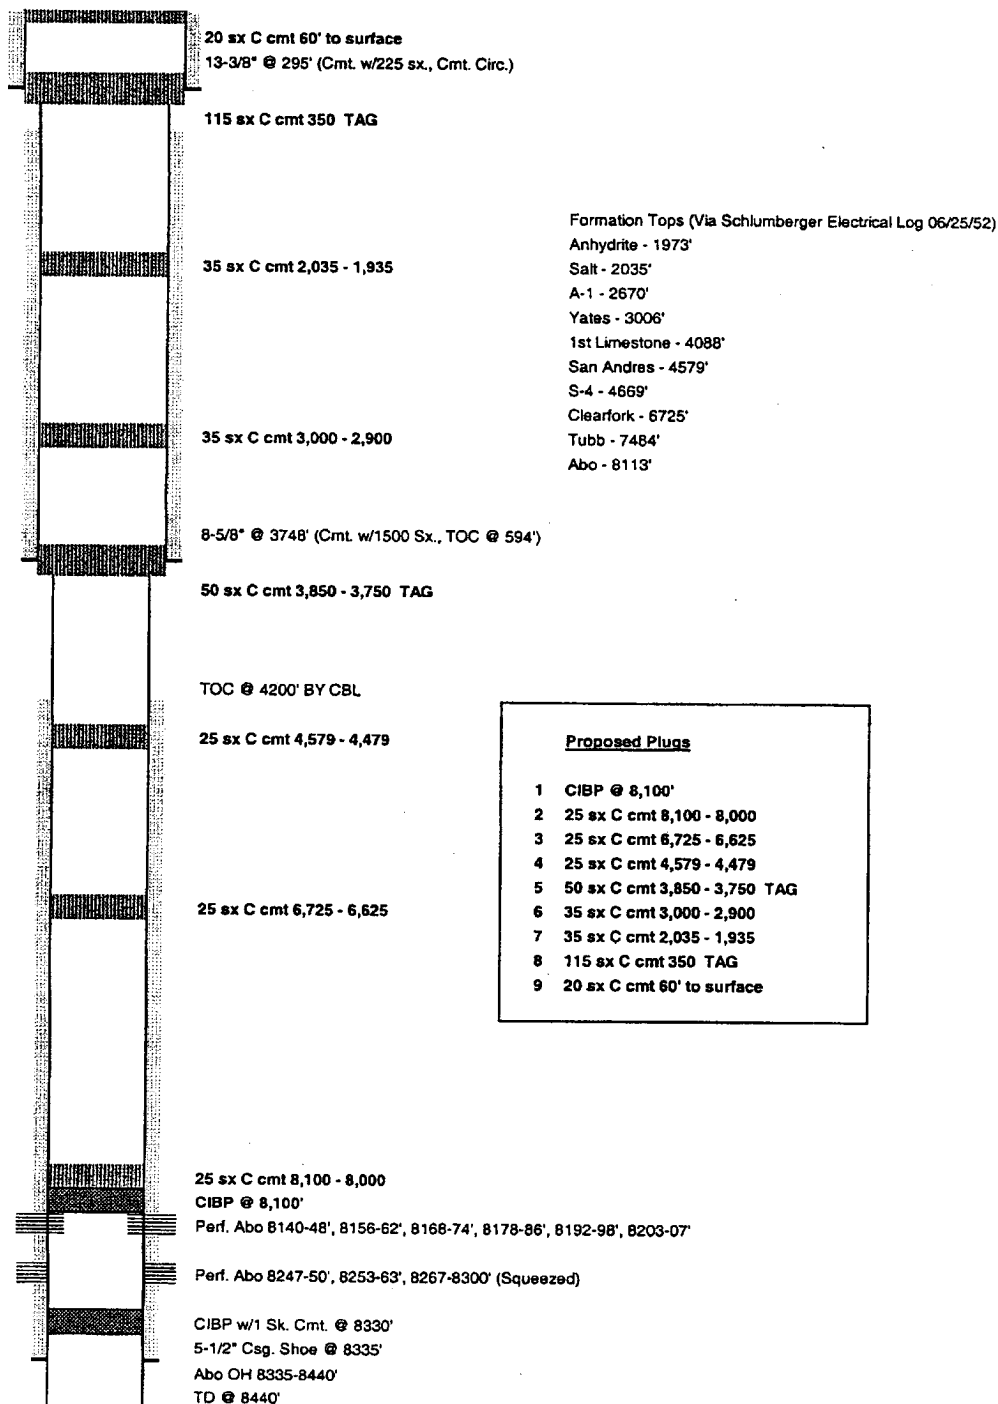 20 sx C cmt 60' to surface
13-3/8" @ 295' (Cmt. w/225 sx., Cmt. Circ.)
115 sx C cmt 350 TAG
Formation Tops (Via Schlumberger Electrical Log 06/25/52)
Anhydrite - 1973'
Salt - 2035'
A-1 - 2670'
Yates - 3006'
1st Limestone - 4088'
San Andres - 4579'
S-4 - 4669'
Clearfork - 6725'
Tubb - 7484'
Abo - 8113'
35 sx C cmt 2,035 - 1,935
35 sx C cmt 3,000 - 2,900
8-5/8" @ 3748' (Cmt. w/1500 Sx., TOC @ 594')
50 sx C cmt 3,850 - 3,750 TAG
TOC @ 4200' BY CBL
25 sx C cmt 4,579 - 4,479
25 sx C cmt 6,725 - 6,625
Proposed Plugs
1 CIBP @ 8,100'
2 25 sx C cmt 8,100 - 8,000
3 25 sx C cmt 6,725 - 6,625
4 25 sx C cmt 4,579 - 4,479
5 50 sx C cmt 3,850 - 3,750 TAG
6 35 sx C cmt 3,000 - 2,900
7 35 sx C cmt 2,035 - 1,935
8 115 sx C cmt 350 TAG
9 20 sx C cmt 60' to surface
25 sx C cmt 8,100 - 8,000
CIBP @ 8,100'
Perf. Abo 8140-48', 8156-62', 8168-74', 8178-86', 8192-98', 8203-07'
Perf. Abo 8247-50', 8253-63', 8267-8300' (Squeezed)
CIBP w/1 Sk. Cmt. @ 8330'
5-1/2" Csg. Shoe @ 8335'
Abo OH 8335-8440'
TD @ 8440'